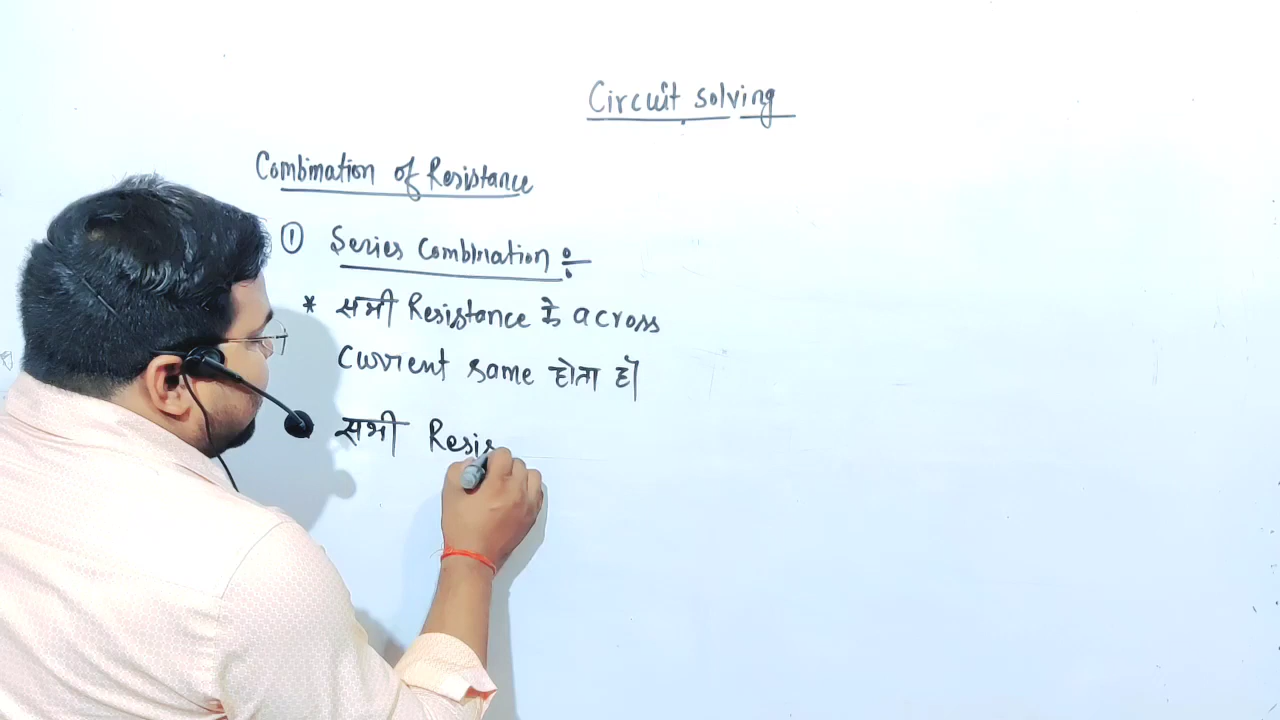 Circuit solving
Combination of Resistance
① Series Combination ÷
* सभी Resistance के across
Current same होता हैं
सभी Resis